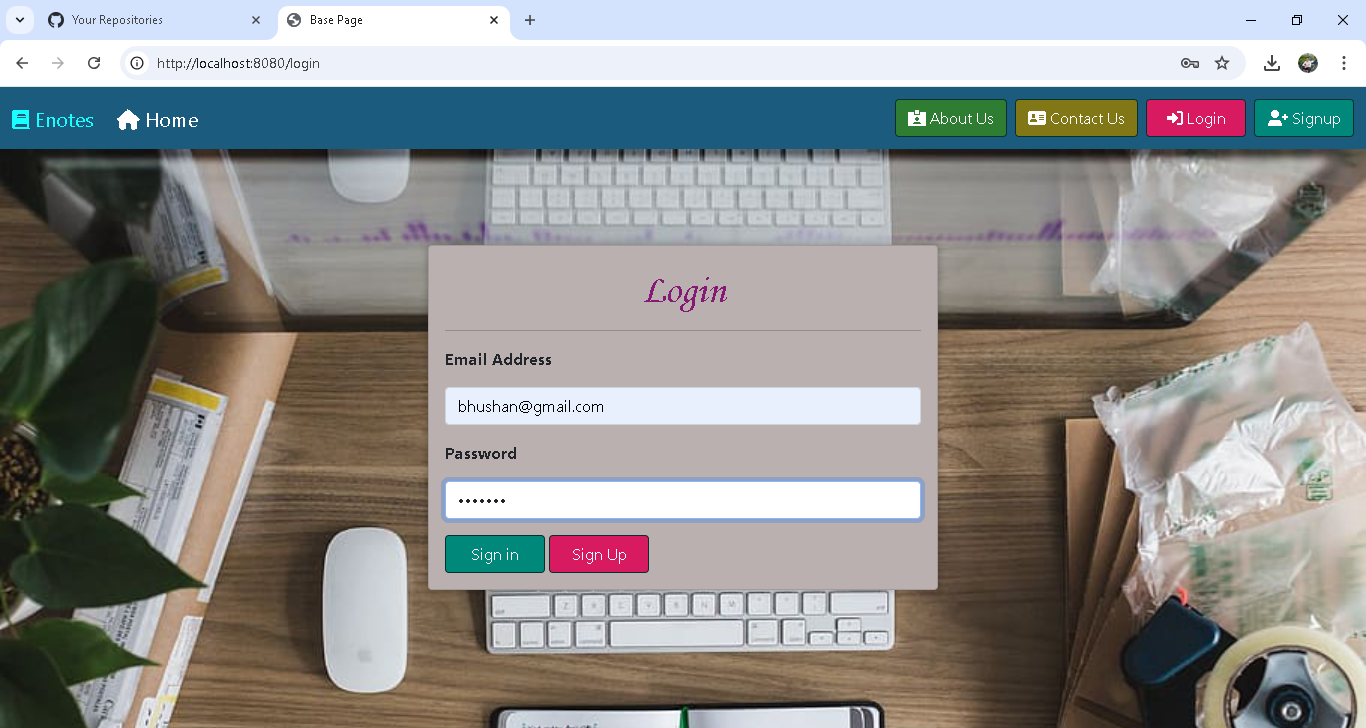 Your Repositories
Base Page
http://localhost:8080/login
Enotes
Home
About Us
Contact Us
Login
Signup
Login
Email Address
bhushan@gmail.com
Password
•••••••
Sign in
Sign Up